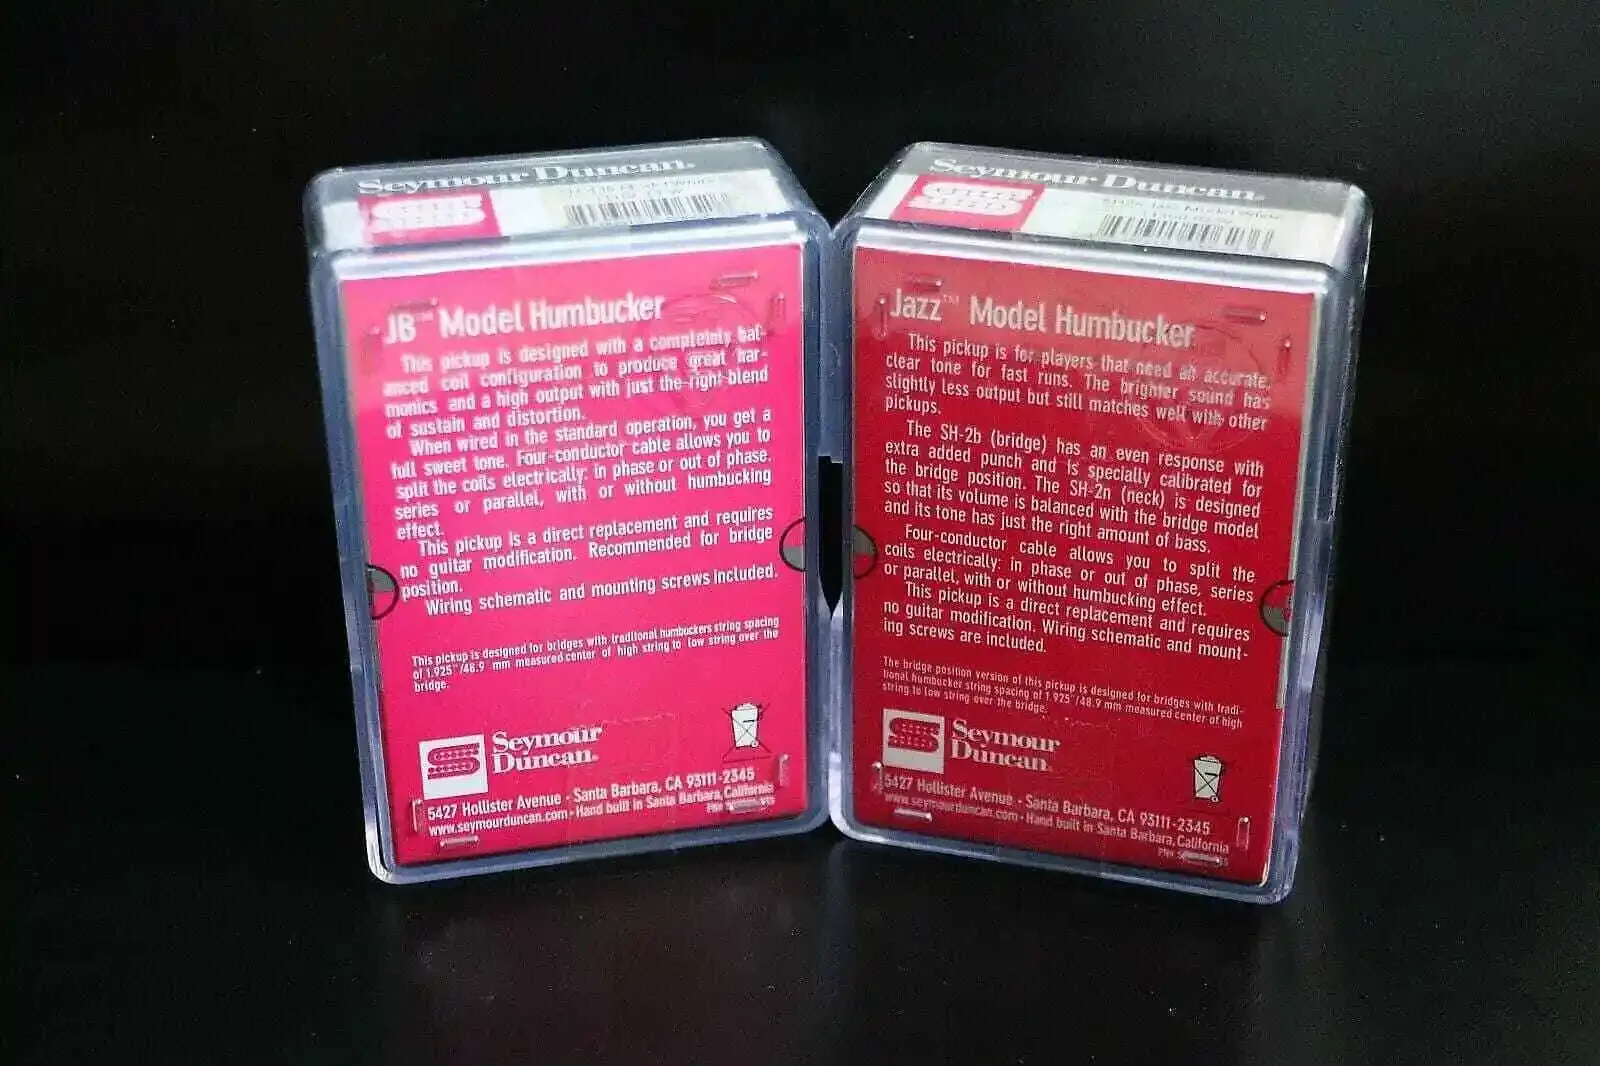 Seymour Duncan.
JB™ Model Humbucker
This pickup is designed with a completely bal-
anced coil configuration to produce great har-
monics and a high output with just the right blend
of sustain and distortion.
When wired in the standard operation, you get a
full sweet tone. Four-conductor cable allows you to
split the coils electrically: in phase or out of phase.
series or parallel, with or without humbucking
effect.
This pickup is a direct replacement and requires
no guitar modification. Recommended for bridge
position.
Wiring schematic and mounting screws included.
This pickup is designed for bridges with traditional humbuckers string spacing
of 1.925"/48.9 mm measured center of high string to low string over the
bridge.
Seymour
Duncan.
5427 Hollister Avenue • Santa Barbara, CA 93111-2345
www.seymourduncan.com • Hand built in Santa Barbara, California
Seymour Duncan.
Jazz™ Model Humbucker
This pickup is for players that need an accurate,
clear tone for fast runs. The brighter sound has
slightly less output but still matches well with other
pickups.
The SH-2b (bridge) has an even response with
extra added punch and is specially calibrated for
the bridge position. The SH-2n (neck) is designed
so that its volume is balanced with the bridge model
and its tone has just the right amount of bass.
Four-conductor cable allows you to split the
coils electrically: in phase or out of phase, series
or parallel, with or without humbucking effect.
This pickup is a direct replacement and requires
no guitar modification. Wiring schematic and mount-
ing screws are included.
The bridge position version of this pickup is designed for bridges with tradi-
tional humbucker string spacing of 1.925"/48.9 mm measured center of high
string to low string over the bridge.
Seymour
Duncan.
5427 Hollister Avenue • Santa Barbara, CA 93111-2345
www.seymourduncan.com • Hand built in Santa Barbara, California